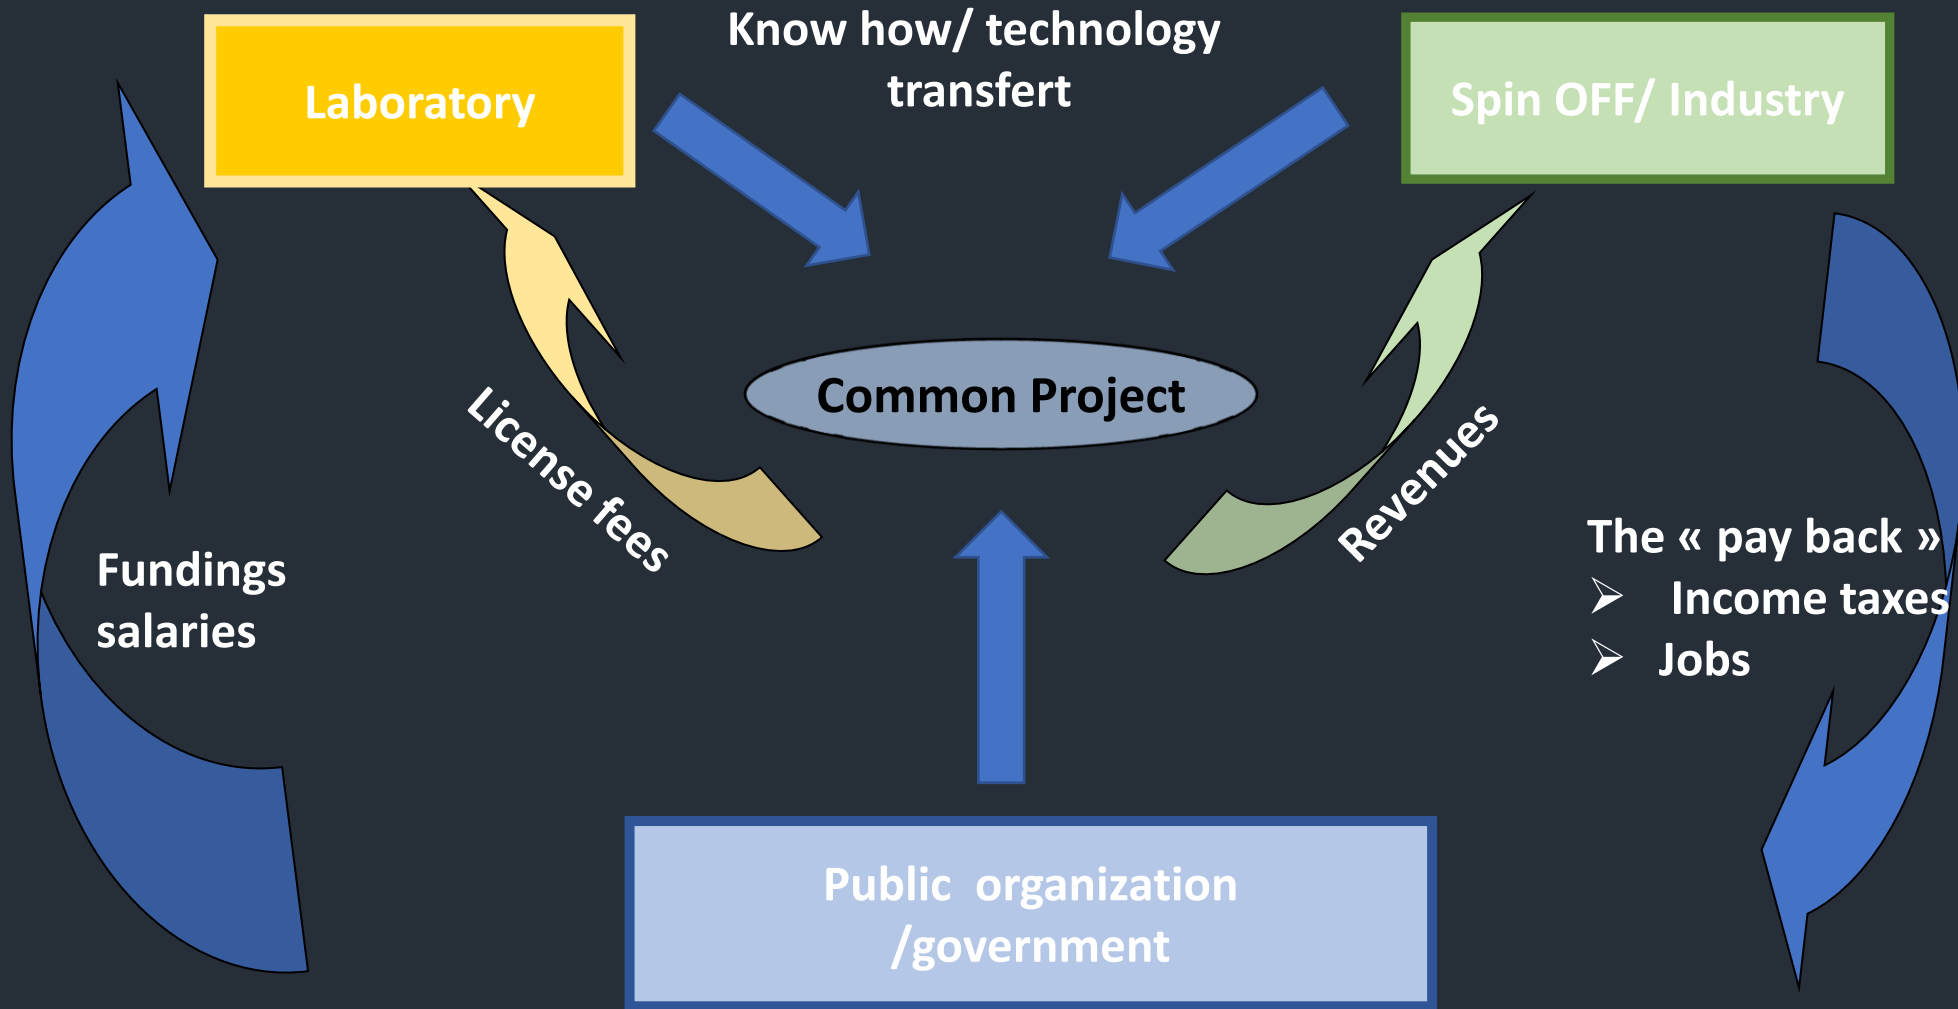 Know how/ technology
transfert
Laboratory
Spin OFF/ Industry
Common Project
License fees
Revenues
Fundings
salaries
The « pay back »
➢ Income taxes
➢ Jobs
Public organization
/government